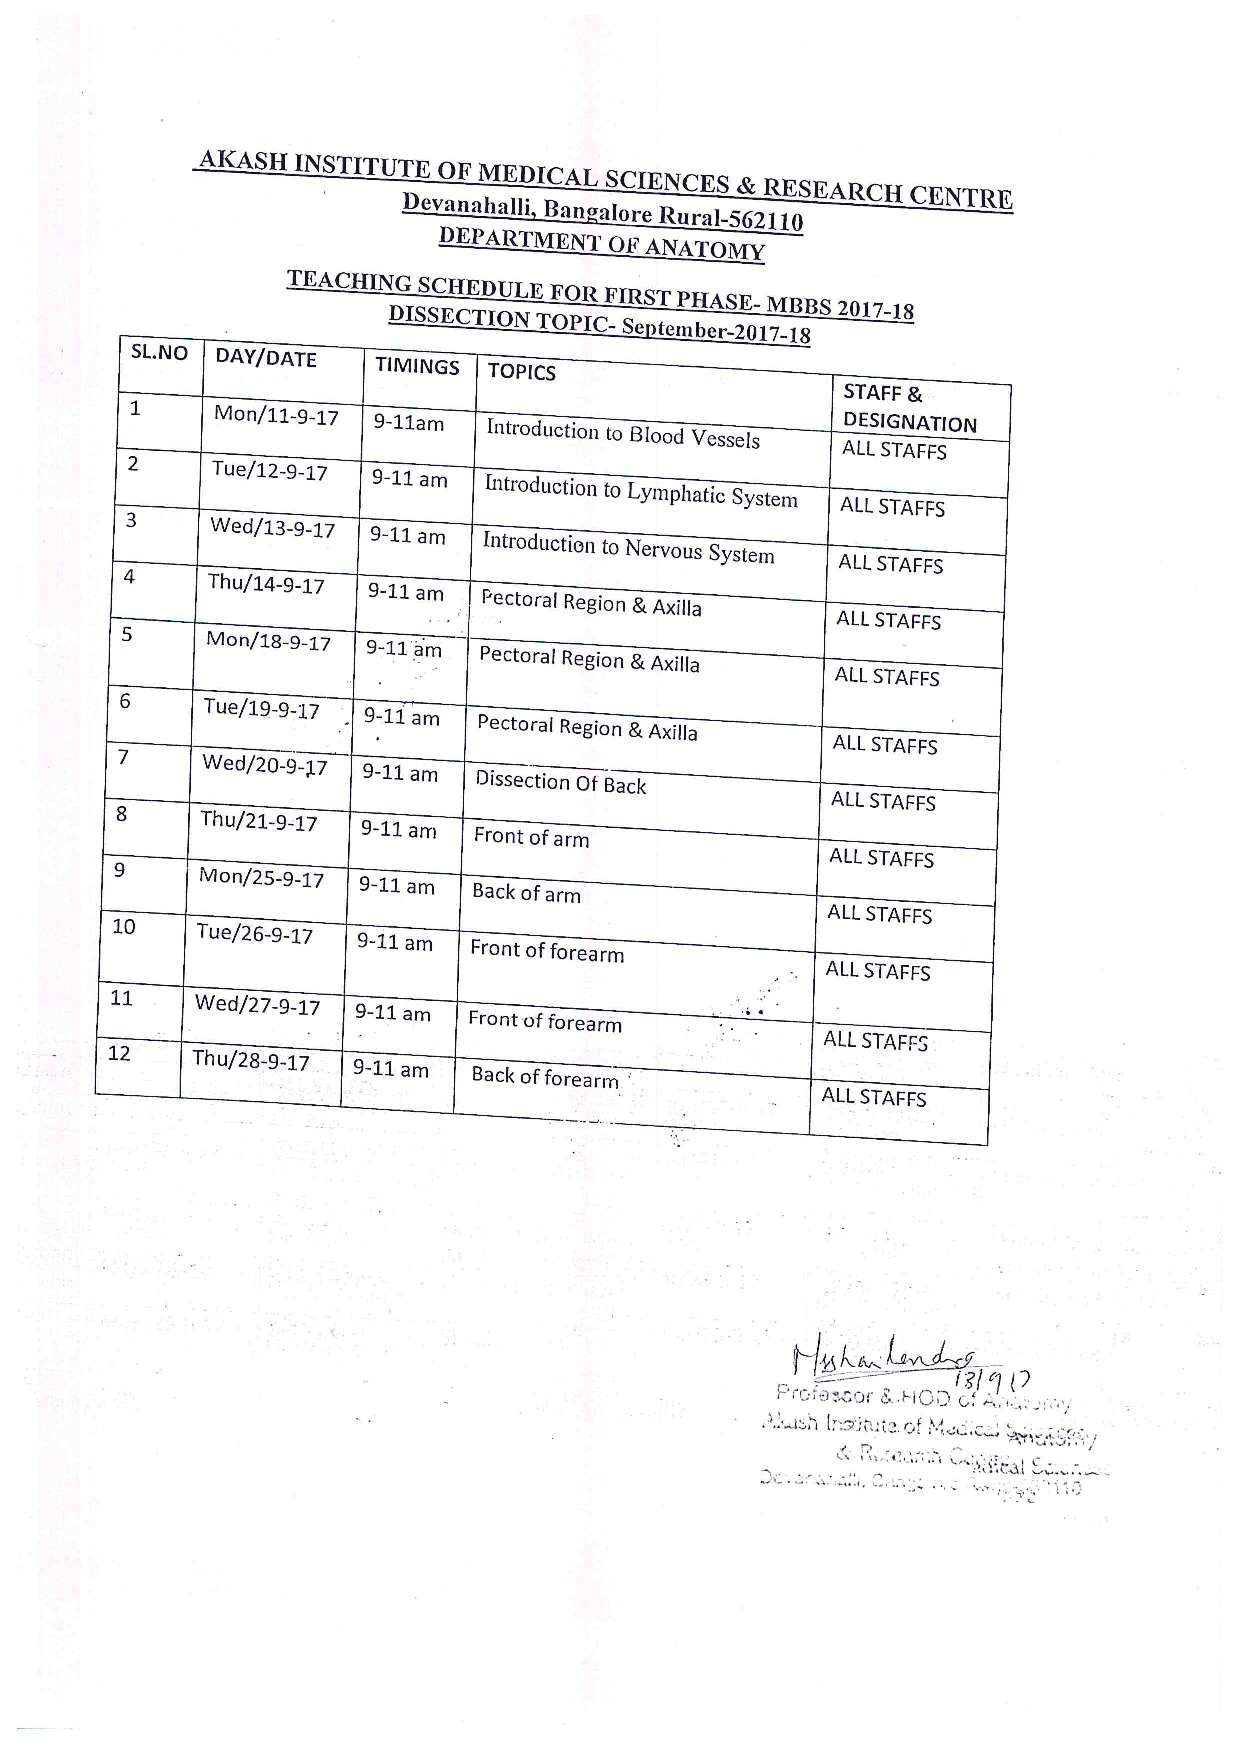 AKASH INSTITUTE OF MEDICAL SCIENCES & RESEARCH CENTRE
Devanahalli, Bangalore Rural-562110
DEPARTMENT OF ANATOMY
TEACHING SCHEDULE FOR FIRST PHASE- MBBS 2017-18
DISSECTION TOPIC- September-2017-18
SL.NO DAY/DATE TIMINGS TOPICS STAFF & DESIGNATION
1 Mon/11-9-17 9-11am Introduction to Blood Vessels ALL STAFFS
2 Tue/12-9-17 9-11 am Introduction to Lymphatic System ALL STAFFS
3 Wed/13-9-17 9-11 am Introduction to Nervous System ALL STAFFS
4 Thu/14-9-17 9-11 am Pectoral Region & Axilla ALL STAFFS
5 Mon/18-9-17 9-11 am Pectoral Region & Axilla ALL STAFFS
6 Tue/19-9-17 9-11 am Pectoral Region & Axilla ALL STAFFS
7 Wed/20-9-17 9-11 am Dissection Of Back ALL STAFFS
8 Thu/21-9-17 9-11 am Front of arm ALL STAFFS
9 Mon/25-9-17 9-11 am Back of arm ALL STAFFS
10 Tue/26-9-17 9-11 am Front of forearm ALL STAFFS
11 Wed/27-9-17 9-11 am Front of forearm ALL STAFFS
12 Thu/28-9-17 9-11 am Back of forearm ALL STAFFS
Professor & HOD of Anatomy
Akash Institute of Medical
& Research